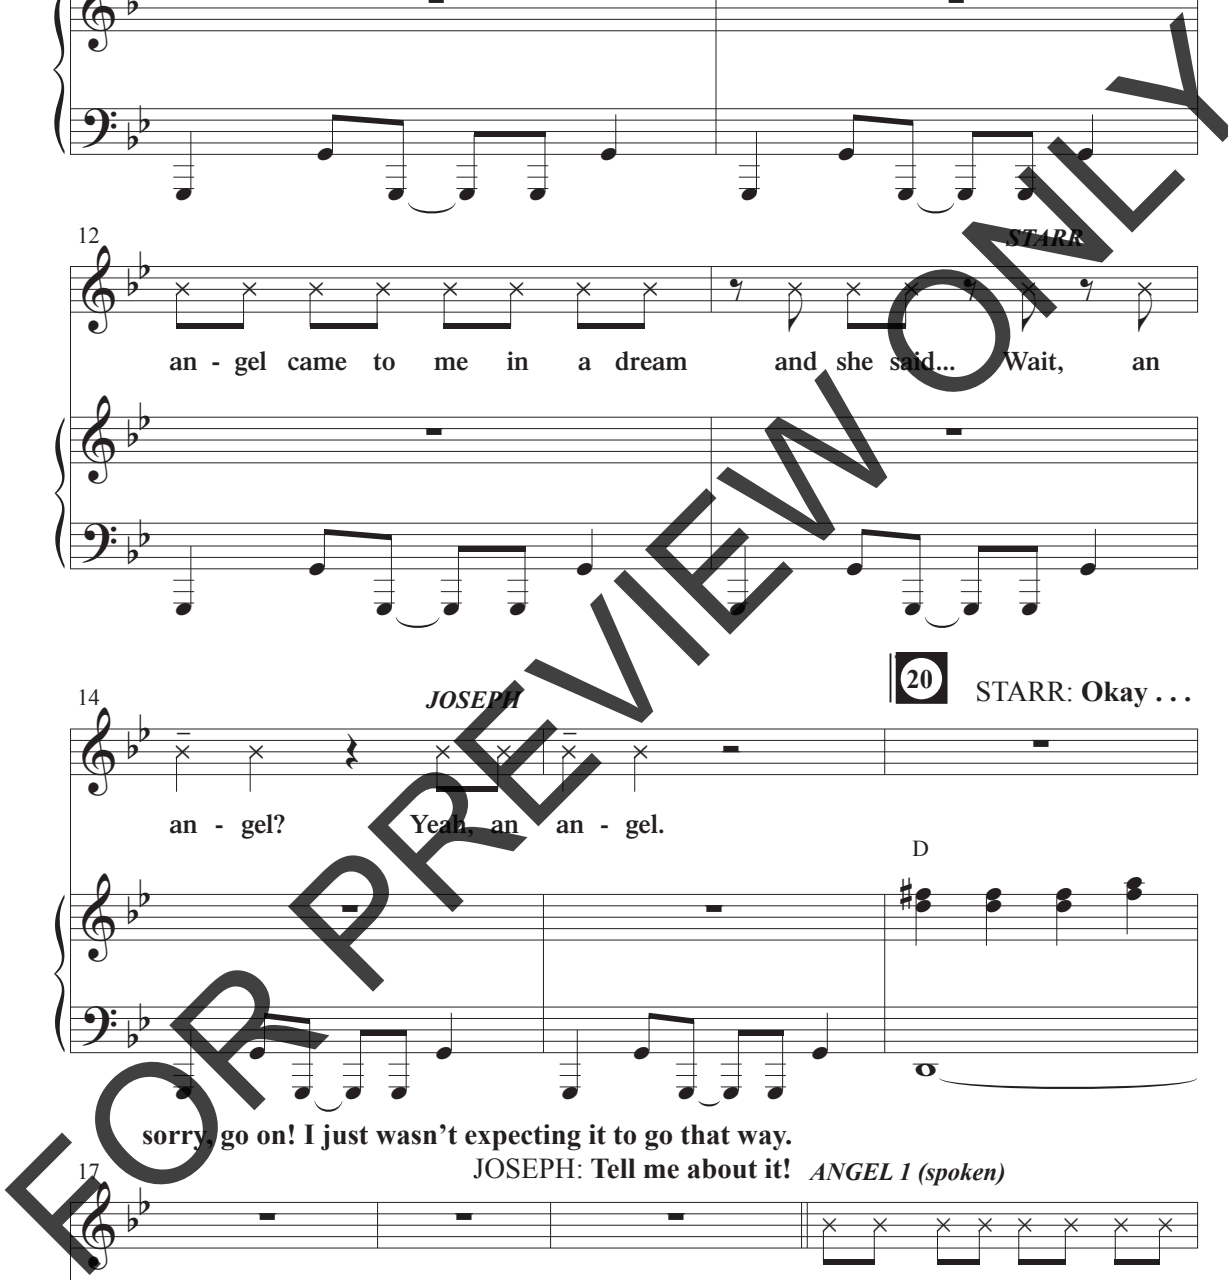 12
STARR
an - gel came to me in a dream and she said... Wait, an
20
STARR: Okay . . .
14
JOSEPH
an - gel? Yeah, an an - gel.
D
sorry, go on! I just wasn't expecting it to go that way.
17
JOSEPH: Tell me about it! ANGEL 1 (spoken)
FOR PREVIEW ONLY